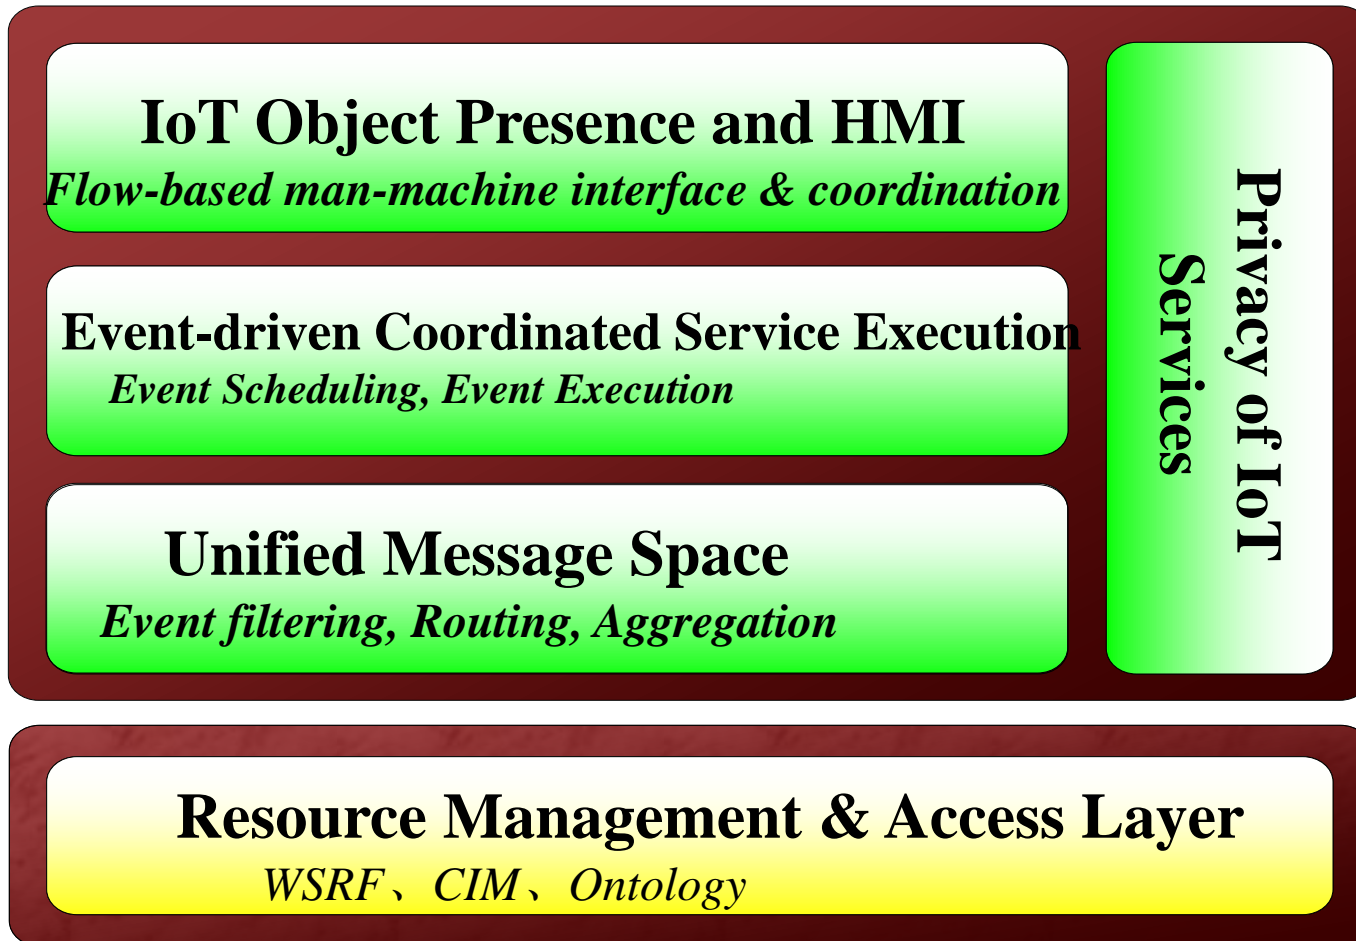 IoT Object Presence and HMI
Flow-based man-machine interface & coordination
Event-driven Coordinated Service Execution
Event Scheduling, Event Execution
Unified Message Space
Event filtering, Routing, Aggregation
Privacy of IoT
Services
Resource Management & Access Layer
WSRF、CIM、Ontology